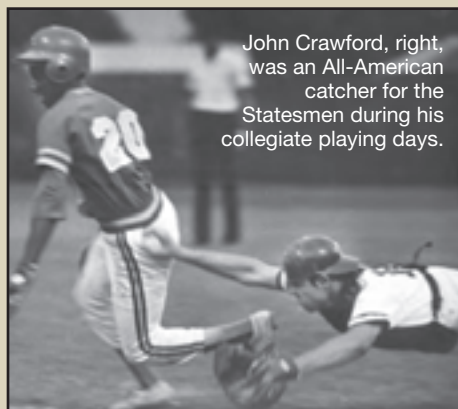 John Crawford, right,
was an All-American
catcher for the
Statesmen during his
collegiate playing days.
20